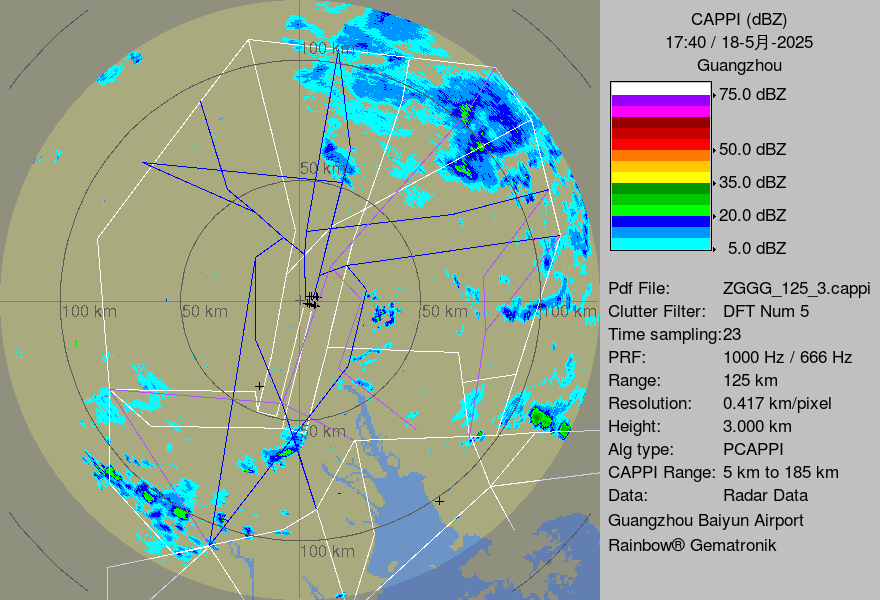 CAPPI (dBZ)
17:40 / 18-5月-2025
Guangzhou
75.0 dBZ
50.0 dBZ
35.0 dBZ
20.0 dBZ
5.0 dBZ
Pdf File: ZGGG_125_3.cappi
Clutter Filter: DFT Num 5
Time sampling:23
PRF: 1000 Hz / 666 Hz
Range: 125 km
Resolution: 0.417 km/pixel
Height: 3.000 km
Alg type: PCAPPI
CAPPI Range: 5 km to 185 km
Data: Radar Data
Guangzhou Baiyun Airport
Rainbow® Gematronik
100 km
50 km
100 km
50 km
50 km
100 km
50 km
100 km